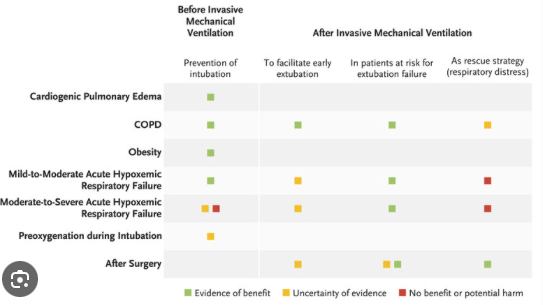 Before Invasive
Mechanical
Ventilation
After Invasive Mechanical Ventilation
Prevention of
intubation
To facilitate early
extubation
In patients at risk for
extubation failure
As rescue strategy
(respiratory distress)
Cardiogenic Pulmonary Edema
COPD
Obesity
Mild-to-Moderate Acute Hypoxemic
Respiratory Failure
Moderate-to-Severe Acute Hypoxemic
Respiratory Failure
Preoxygenation during Intubation
After Surgery
Evidence of benefit
Uncertainty of evidence
No benefit or potential harm